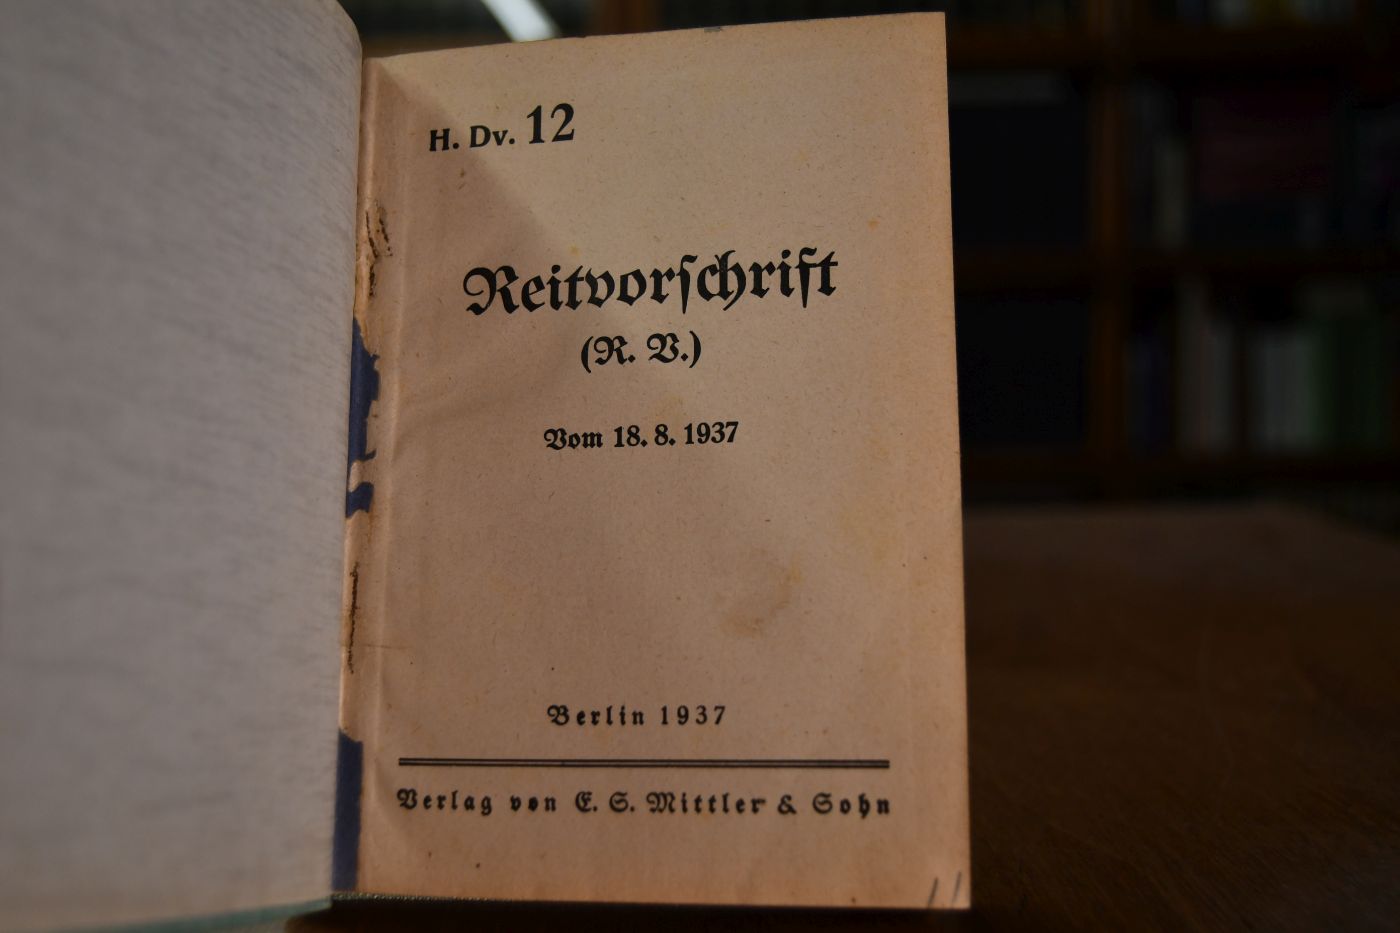 H. Dv. 12
Reitvorschrift
(R. V.)
Vom 18. 8. 1937
Berlin 1937
Verlag von E. S. Mittler & Sohn